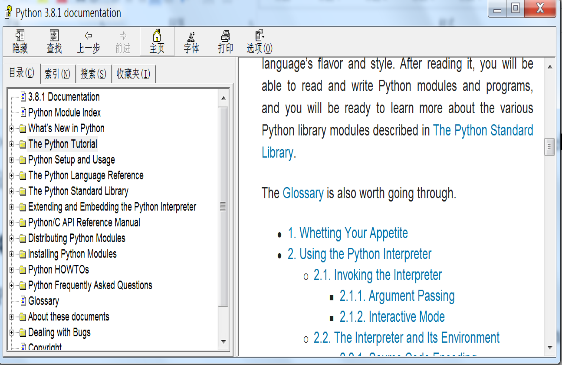 Python 3.8.1 documentation
隐藏 查找 上一步 前进 主页 字体 打印 选项(O)
目录(C) 索引(N) 搜索(S) 收藏夹(I)
3.8.1 Documentation
Python Module Index
What's New in Python
The Python Tutorial
Python Setup and Usage
The Python Language Reference
The Python Standard Library
Extending and Embedding the Python Interpreter
Python/C API Reference Manual
Distributing Python Modules
Installing Python Modules
Python HOWTOs
Python Frequently Asked Questions
Glossary
About these documents
Dealing with Bugs
Copyright
language's flavor and style. After reading it, you will be
able to read and write Python modules and programs,
and you will be ready to learn more about the various
Python library modules described in The Python Standard
Library.
The Glossary is also worth going through.
1. Whetting Your Appetite
2. Using the Python Interpreter
2.1. Invoking the Interpreter
2.1.1. Argument Passing
2.1.2. Interactive Mode
2.2. The Interpreter and Its Environment
2.2.1. Source Code Encoding